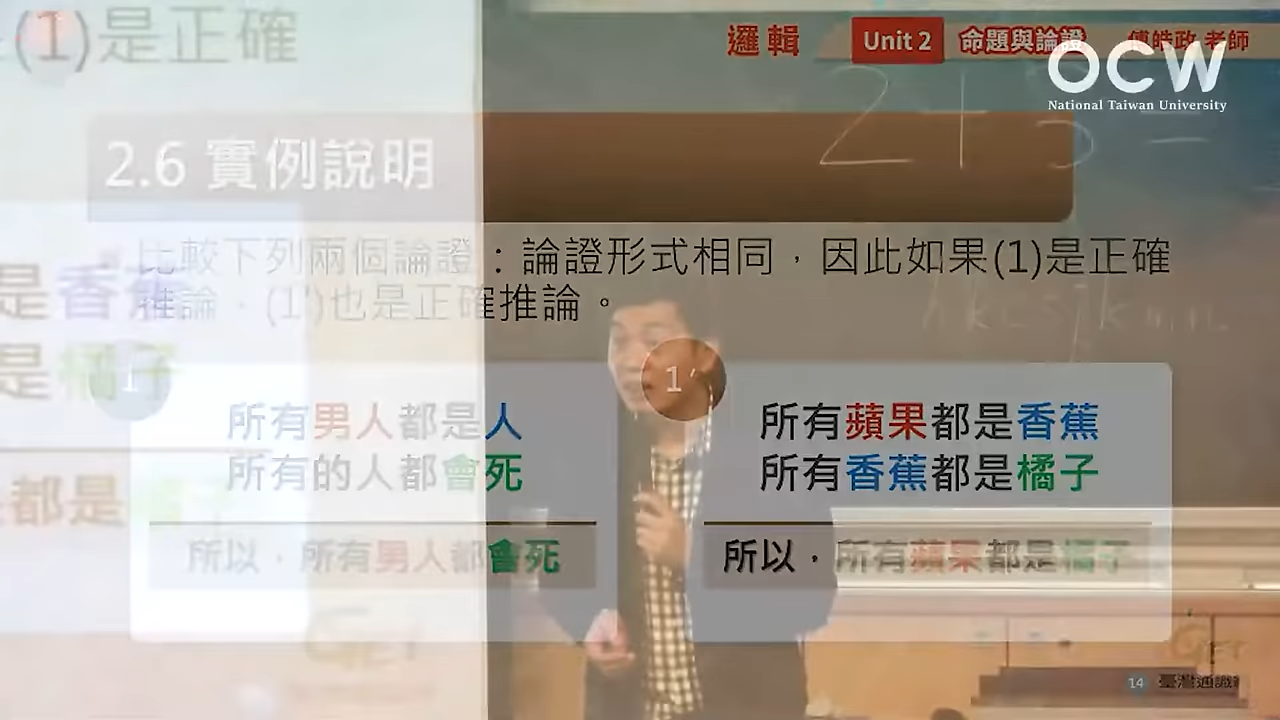 (1)是正確
邏輯 Unit 2 命題與論證 傅皓政 老師
OCW
National Taiwan University
2 + 3 =
2.6 實例說明
比較下列兩個論證：論證形式相同，因此如果(1)是正確
推論，(1')也是正確推論。
是香蕉
是橘子
都是
1
所有男人都是人
所有的人都會死
所以，所有男人都會死
1'
所有蘋果都是香蕉
所有香蕉都是橘子
所以，所有蘋果都是橘子
GET
GET
14